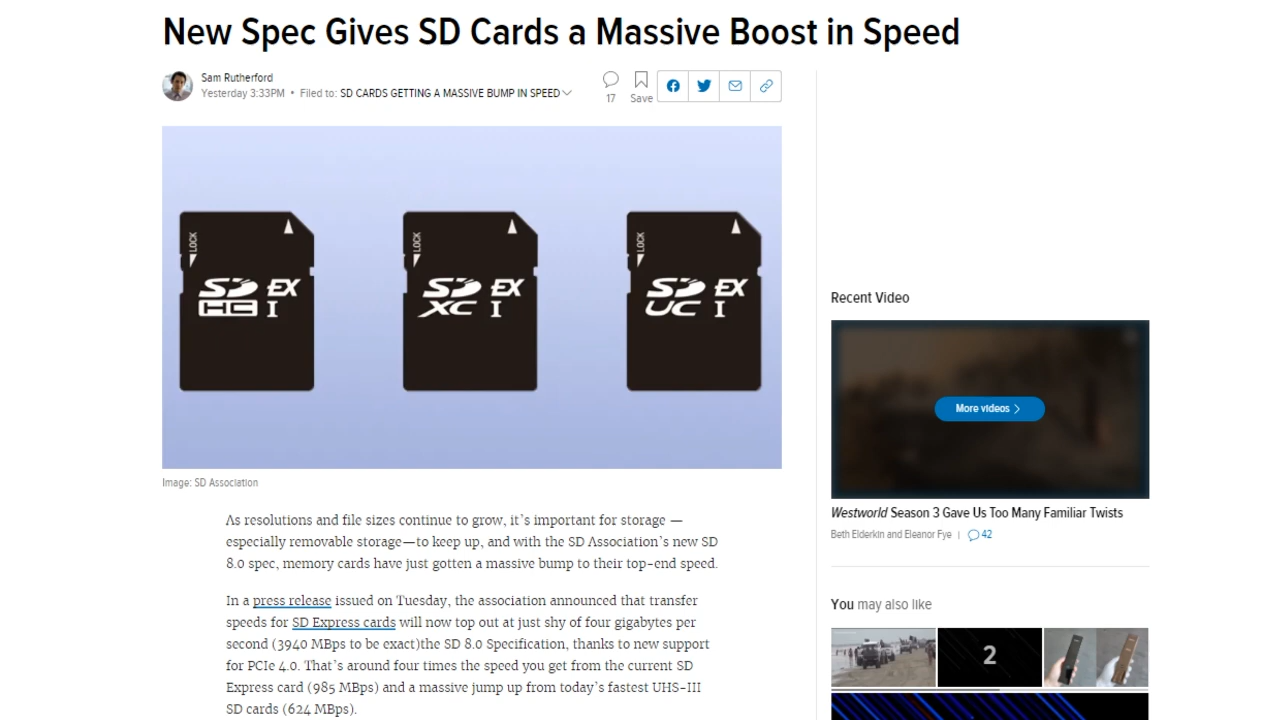 New Spec Gives SD Cards a Massive Boost in Speed
Sam Rutherford
Yesterday 3:33PM • Filed to: SD CARDS GETTING A MASSIVE BUMP IN SPEED
17
Save
LOCK
SD EX
HC I
LOCK
SD EX
XC I
LOCK
SD EX
UC I
Image: SD Association
As resolutions and file sizes continue to grow, it's important for storage —
especially removable storage—to keep up, and with the SD Association's new SD
8.0 spec, memory cards have just gotten a massive bump to their top-end speed.
In a press release issued on Tuesday, the association announced that transfer
speeds for SD Express cards will now top out at just shy of four gigabytes per
second (3940 MBps to be exact)the SD 8.0 Specification, thanks to new support
for PCIe 4.0. That's around four times the speed you get from the current SD
Express card (985 MBps) and a massive jump up from today's fastest UHS-III
SD cards (624 MBps).
Recent Video
More videos
Westworld Season 3 Gave Us Too Many Familiar Twists
Beth Elderkin and Eleanor Fye | 42
You may also like
2